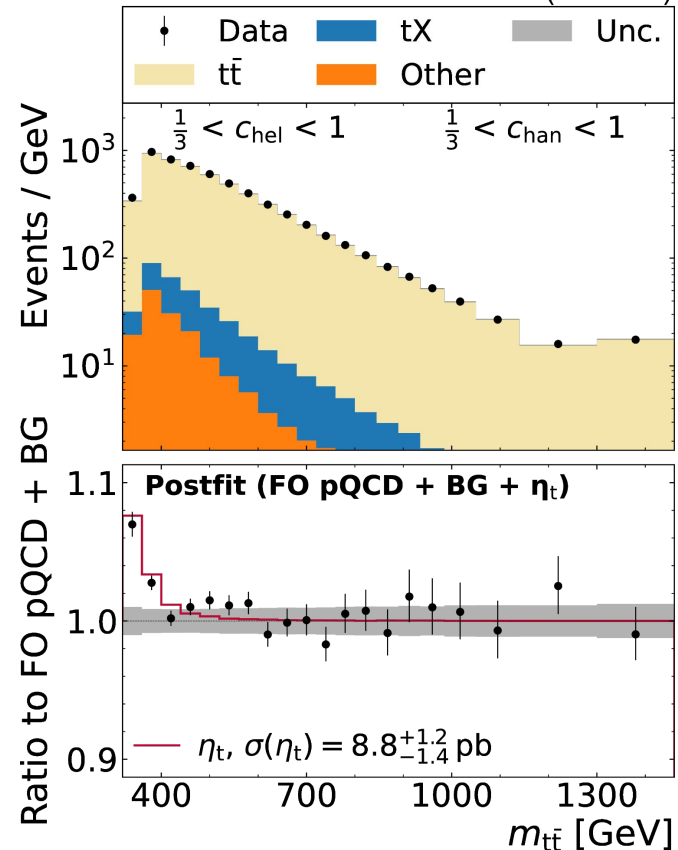 Data tX Unc.
tt̄ Other
1/3 < c_hel < 1 1/3 < c_han < 1
Events / GeV
10³
10²
10¹
Ratio to FO pQCD + BG
Postfit (FO pQCD + BG + η_t)
1.1
1.0
0.9
η_t, σ(η_t) = 8.8 +1.2 −1.4 pb
400 700 1000 1300
m_tt̄ [GeV]